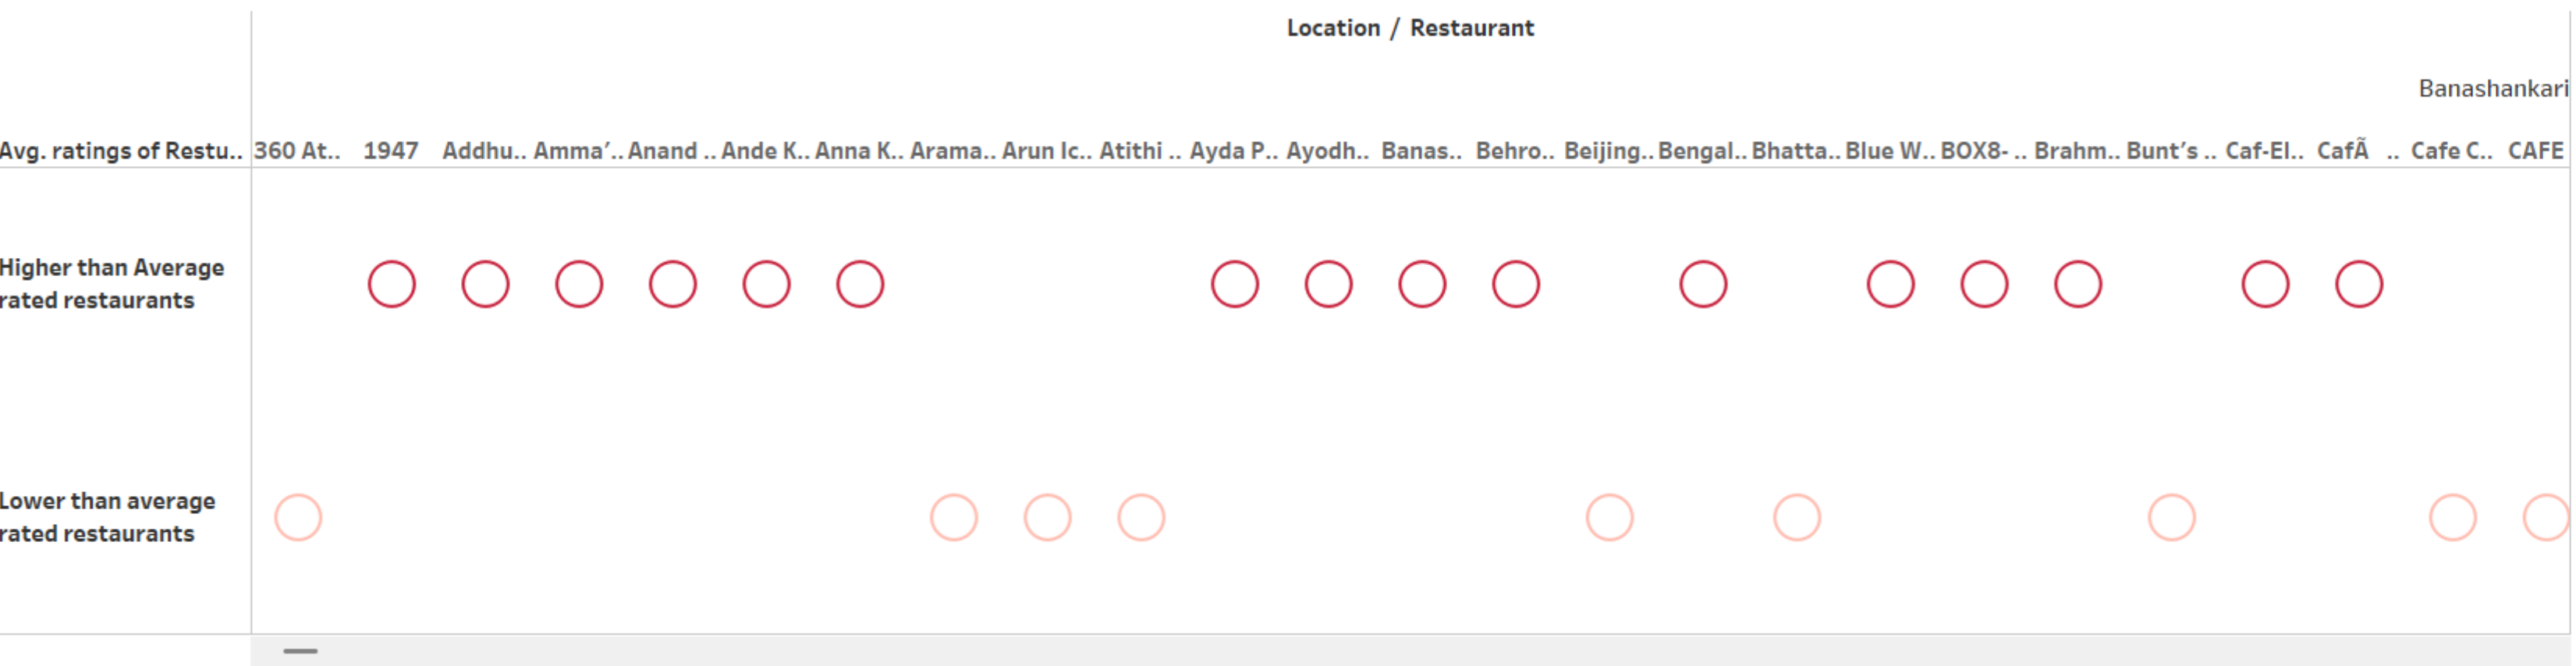 Location / Restaurant
Banashankari
Avg. ratings of Restu.. 360 At.. 1947 Addhu.. Amma’.. Anand .. Ande K.. Anna K.. Arama.. Arun Ic.. Atithi .. Ayda P.. Ayodh.. Banas.. Behro.. Beijing.. Bengal.. Bhatta.. Blue W.. BOX8- .. Brahm.. Bunt’s .. Caf-El.. CafÃ .. Cafe C.. CAFE
Higher than Average
rated restaurants
Lower than average
rated restaurants